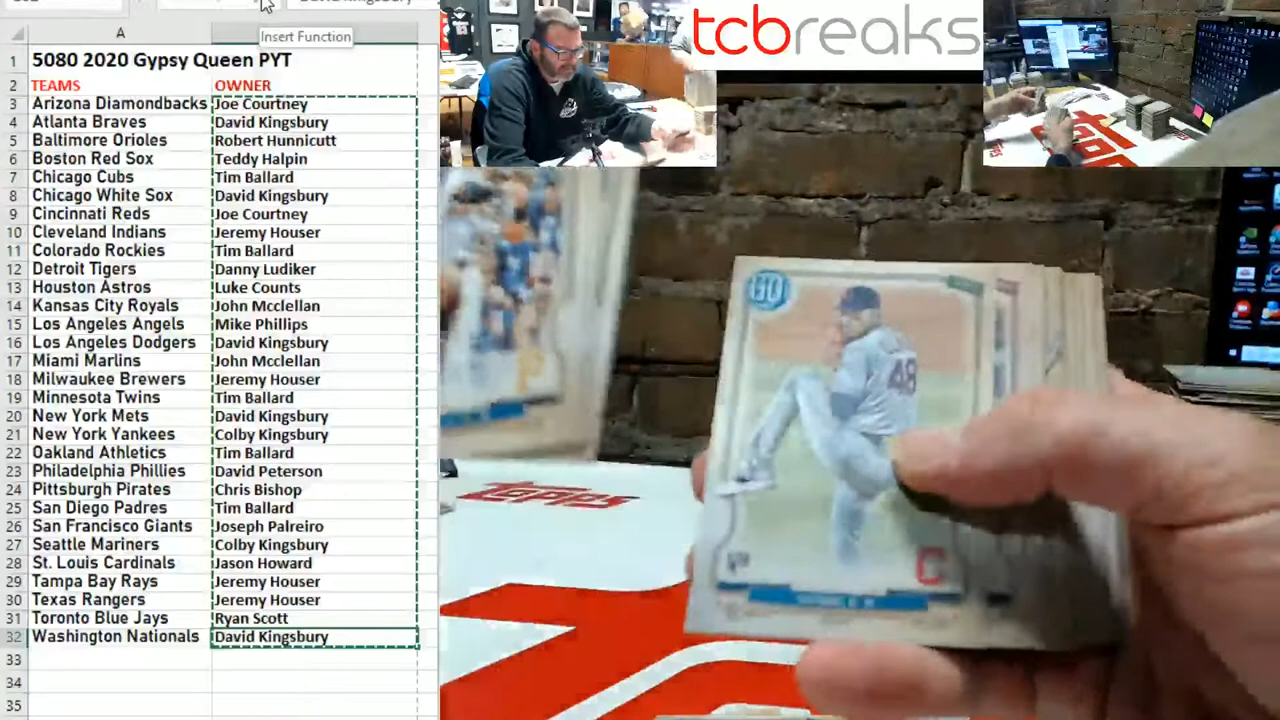 Insert Function
A
1 5080 2020 Gypsy Queen PYT
2 TEAMS OWNER
3 Arizona Diamondbacks Joe Courtney
4 Atlanta Braves David Kingsbury
5 Baltimore Orioles Robert Hunnicutt
6 Boston Red Sox Teddy Halpin
7 Chicago Cubs Tim Ballard
8 Chicago White Sox David Kingsbury
9 Cincinnati Reds Joe Courtney
10 Cleveland Indians Jeremy Houser
11 Colorado Rockies Tim Ballard
12 Detroit Tigers Danny Ludiker
13 Houston Astros Luke Counts
14 Kansas City Royals John Mcclellan
15 Los Angeles Angels Mike Phillips
16 Los Angeles Dodgers David Kingsbury
17 Miami Marlins John Mcclellan
18 Milwaukee Brewers Jeremy Houser
19 Minnesota Twins Tim Ballard
20 New York Mets David Kingsbury
21 New York Yankees Colby Kingsbury
22 Oakland Athletics Tim Ballard
23 Philadelphia Phillies David Peterson
24 Pittsburgh Pirates Chris Bishop
25 San Diego Padres Tim Ballard
26 San Francisco Giants Joseph Palreiro
27 Seattle Mariners Colby Kingsbury
28 St. Louis Cardinals Jason Howard
29 Tampa Bay Rays Jeremy Houser
30 Texas Rangers Jeremy Houser
31 Toronto Blue Jays Ryan Scott
32 Washington Nationals David Kingsbury
33
34
35
tcbreaks
topps
topps
48
C
P